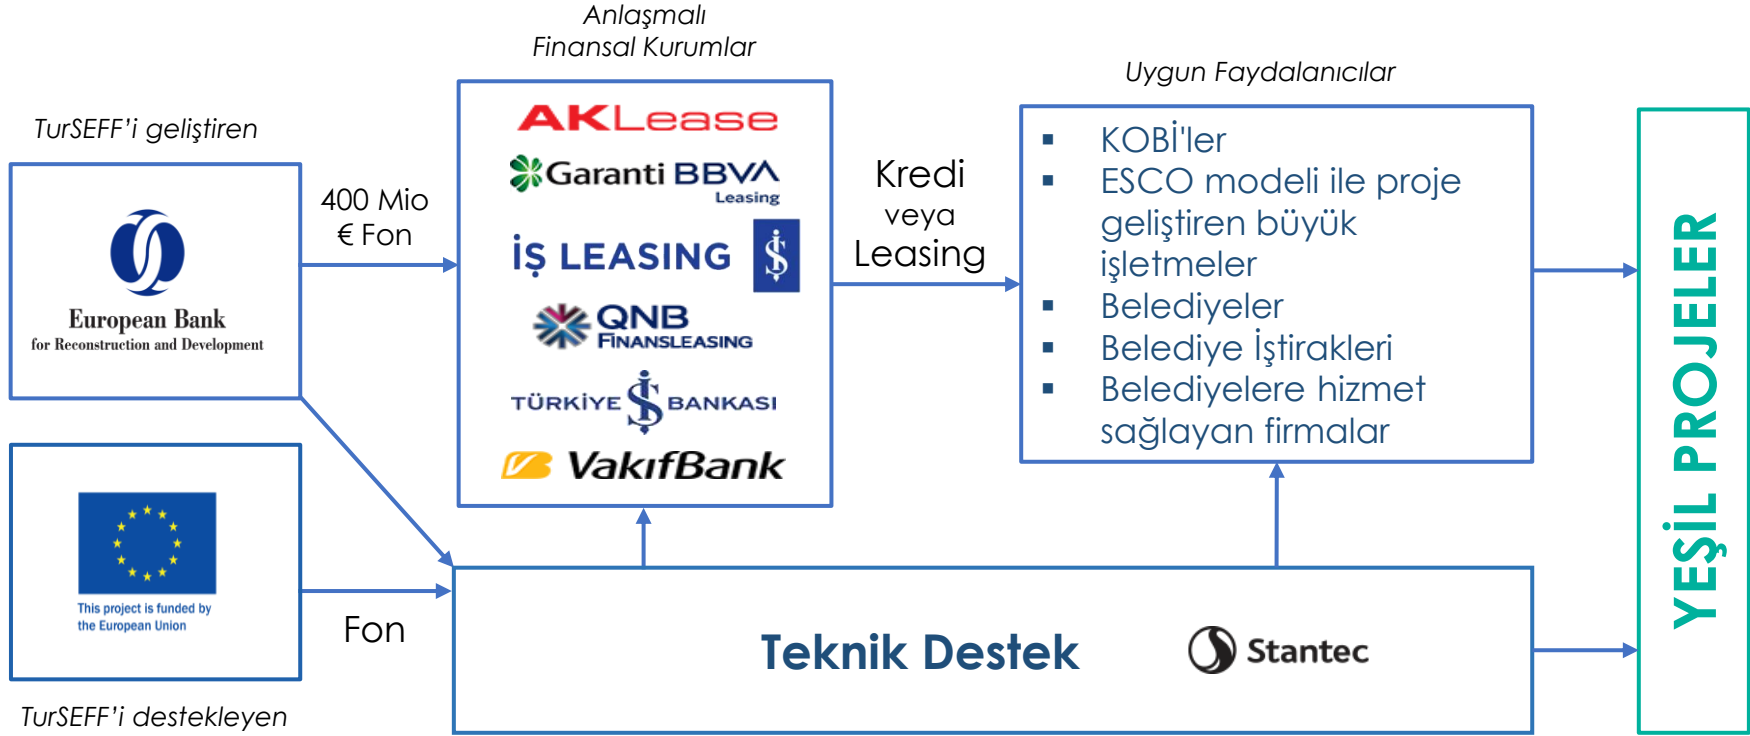 TurSEFF'i geliştiren
European Bank
for Reconstruction and Development
400 Mio
€ Fon
This project is funded by
the European Union
TurSEFF'i destekleyen
Fon
Anlaşmalı
Finansal Kurumlar
AKLease
Garanti BBVA
Leasing
İŞ LEASING
QNB
FINANSLEASING
TÜRKİYE İŞ BANKASI
VakıfBank
Kredi
veya
Leasing
Uygun Faydalanıcılar
▪ KOBİ'ler
▪ ESCO modeli ile proje
geliştiren büyük
işletmeler
▪ Belediyeler
▪ Belediye İştirakleri
▪ Belediyelere hizmet
sağlayan firmalar
Teknik Destek
Stantec
YEŞİL PROJELER